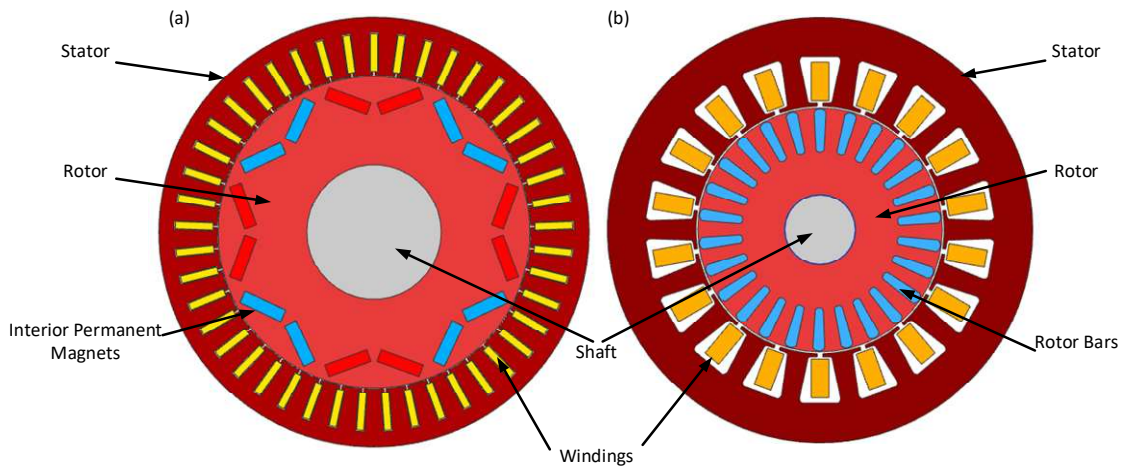 (a)
(b)
Stator
Stator
Rotor
Rotor
Interior Permanent
Magnets
Shaft
Rotor Bars
Windings